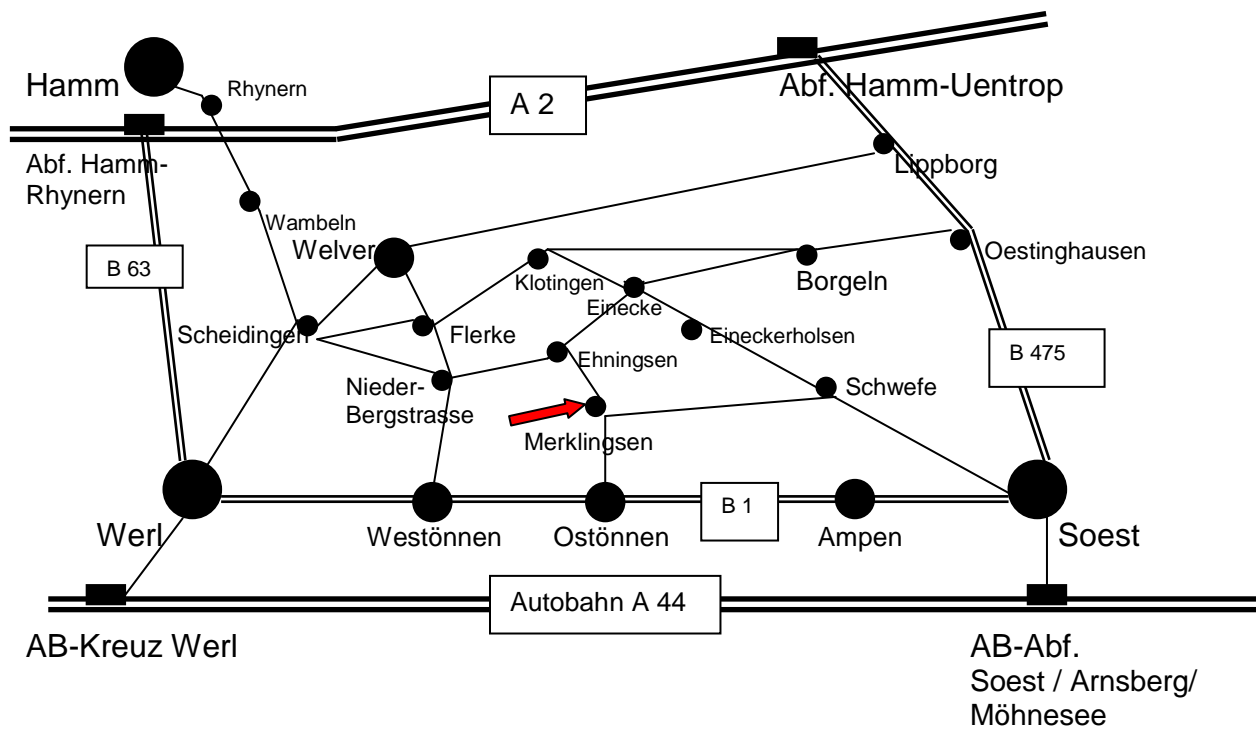 Hamm
Rhynern
A 2
Abf. Hamm-Uentrop
Abf. Hamm-
Rhynern
Lippborg
Wambeln
Welver
B 63
Klotingen
Borgeln
Oestinghausen
Einecke
Scheidingen
Flerke
Eineckerholsen
B 475
Ehningsen
Nieder-
Bergstrasse
Schwefe
Merklingsen
B 1
Werl
Westönnen
Ostönnen
Ampen
Soest
Autobahn A 44
AB-Kreuz Werl
AB-Abf.
Soest / Arnsberg/
Möhnesee